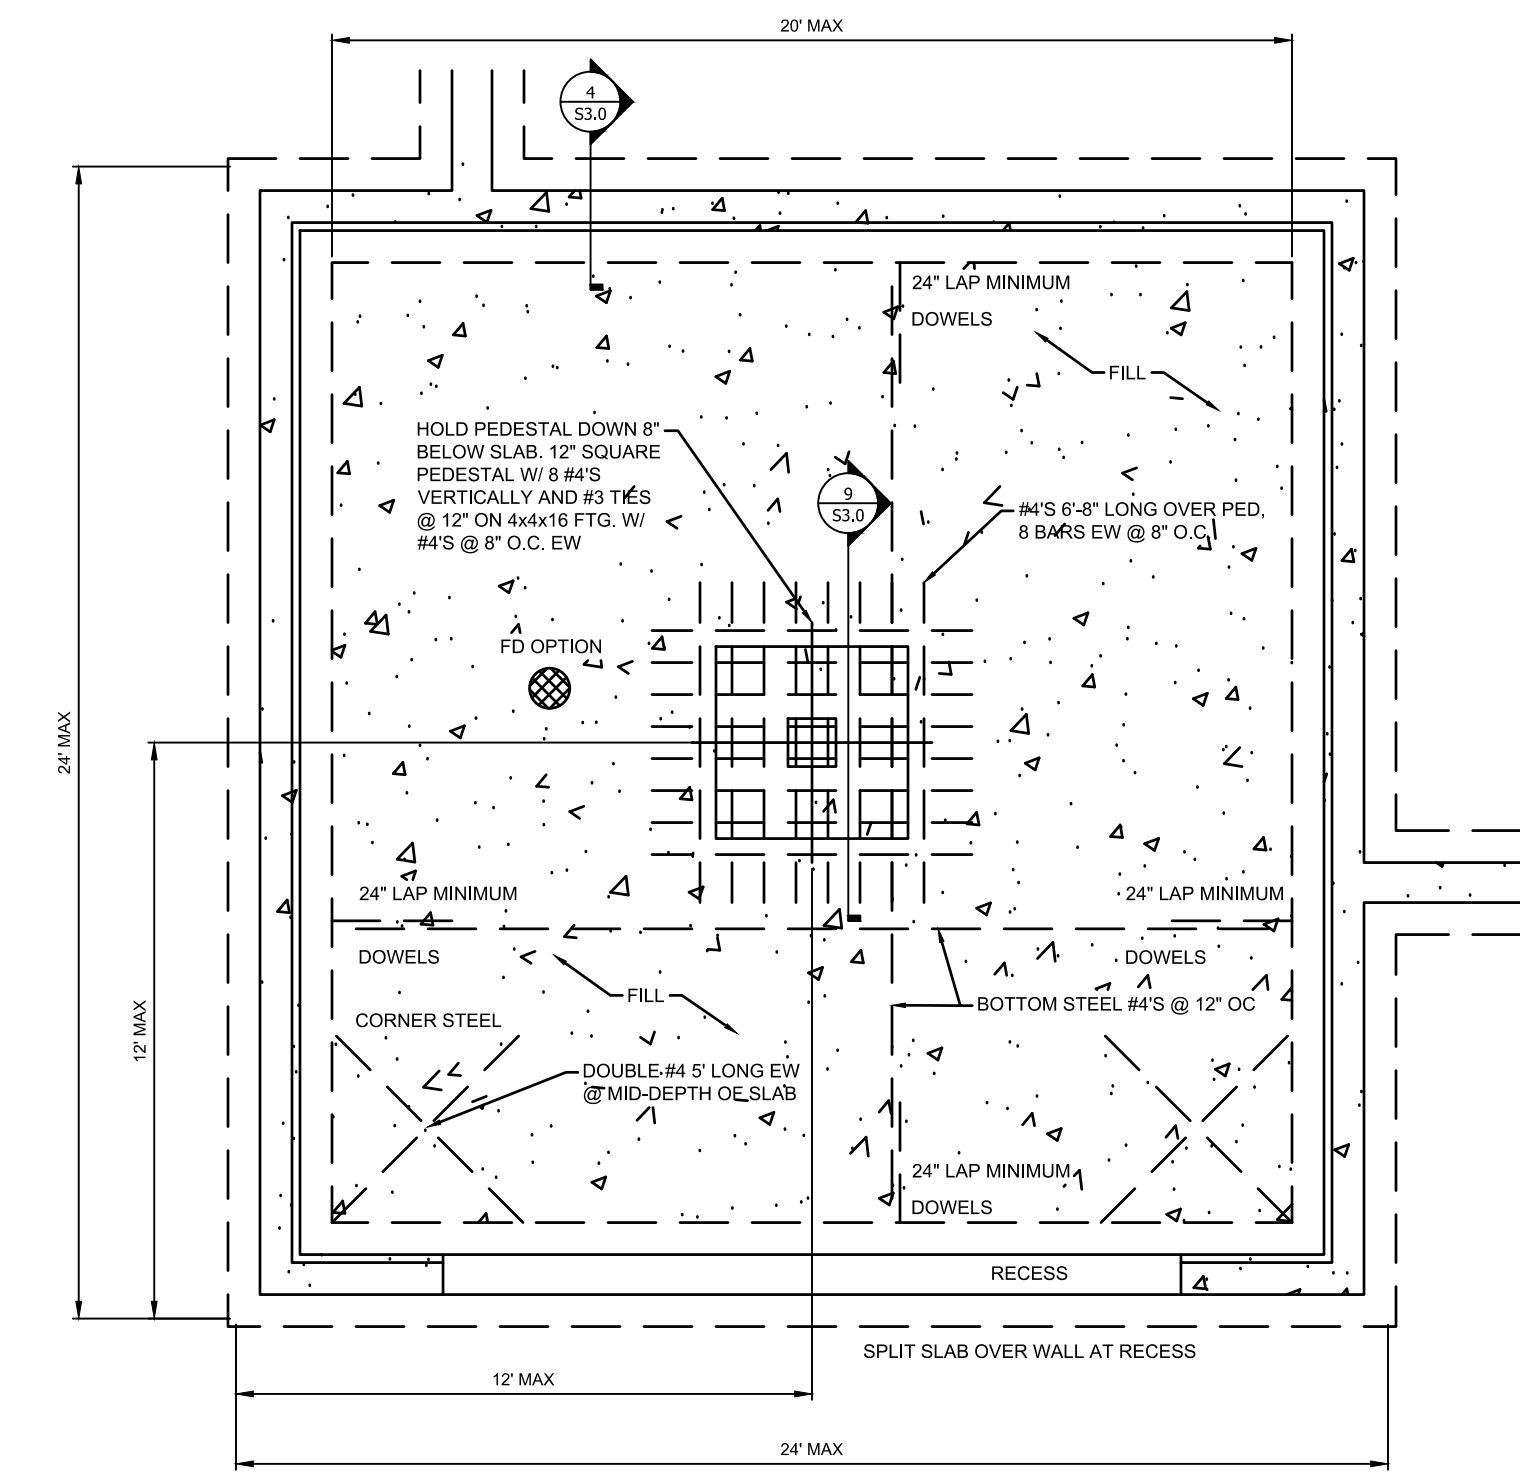 20' MAX
4
S3.0
24" LAP MINIMUM
DOWELS
FILL
HOLD PEDESTAL DOWN 8"
BELOW SLAB. 12" SQUARE
PEDESTAL W/ 8 #4'S
VERTICALLY AND #3 TIES
@ 12" ON 4x4x16 FTG. W/
#4'S @ 8" O.C. EW
9
S3.0
#4'S 6'-8" LONG OVER PED,
8 BARS EW @ 8" O.C.
FD OPTION
24' MAX
24" LAP MINIMUM
DOWELS
24" LAP MINIMUM
DOWELS
FILL
BOTTOM STEEL #4'S @ 12" OC
CORNER STEEL
12' MAX
DOUBLE #4 5' LONG EW
@ MID-DEPTH OF SLAB
24" LAP MINIMUM
DOWELS
RECESS
SPLIT SLAB OVER WALL AT RECESS
12' MAX
24' MAX